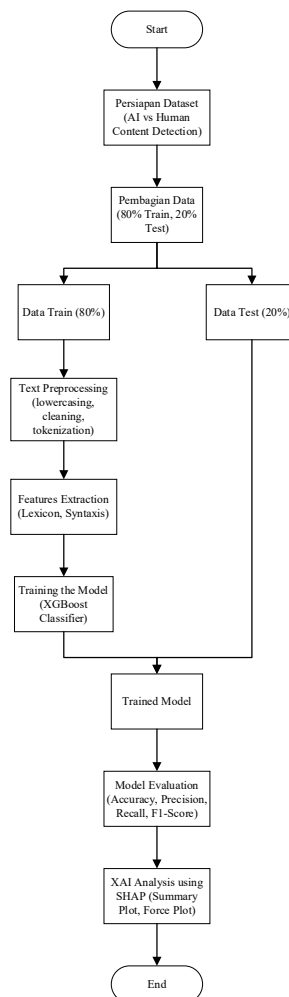 Start
Persiapan Dataset
(AI vs Human
Content Detection)
Pembagian Data
(80% Train, 20%
Test)
Data Train (80%)
Data Test (20%)
Text Preprocessing
(lowercasing,
cleaning,
tokenization)
Features Extraction
(Lexicon, Syntaxis)
Training the Model
(XGBoost
Classifier)
Trained Model
Model Evaluation
(Accuracy, Precision,
Recall, F1-Score)
XAI Analysis using
SHAP (Summary
Plot, Force Plot)
End